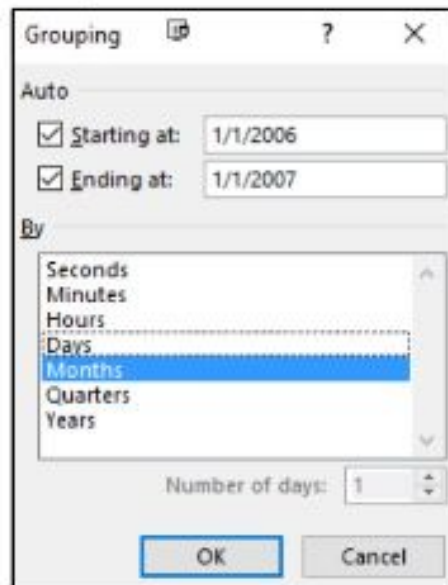 Grouping ? ×
Auto
Starting at: 1/1/2006
Ending at: 1/1/2007
By
Seconds
Minutes
Hours
Days
Months
Quarters
Years
Number of days: 1
OK Cancel